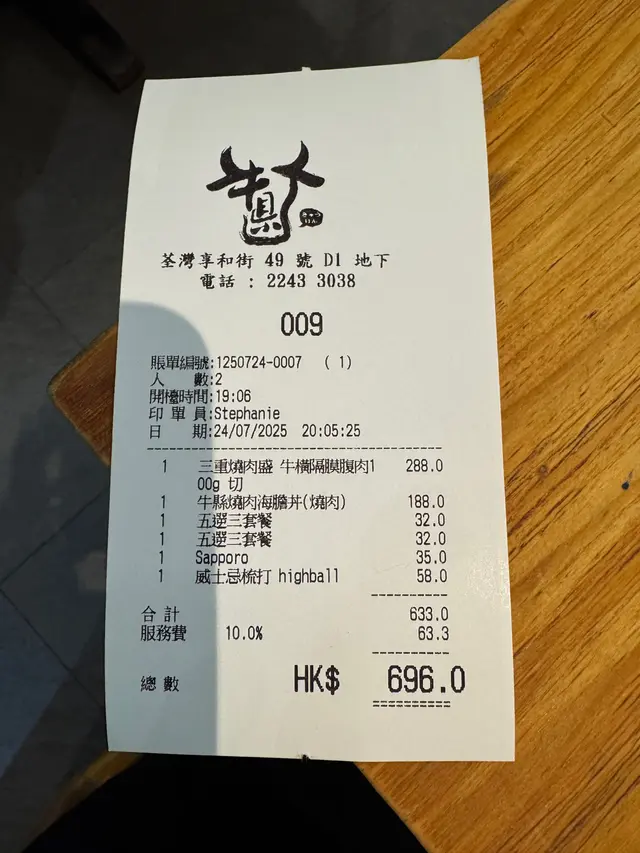 牛人
縣
荃灣享和街 49 號 D1 地下
電話 : 2243 3038
009
賬單編號:1250724-0007 ( 1)
人 數:2
開檯時間:19:06
印 單 員:Stephanie
日 期:24/07/2025 20:05:25
1 三重燒肉盛 牛橫隔膜腹肉1 288.0
00g 切
1 牛縣燒肉海膽丼(燒肉) 188.0
1 五選三套餐 32.0
1 五選三套餐 32.0
1 Sapporo 35.0
1 威士忌梳打 highball 58.0
合 計 633.0
服務費 10.0% 63.3
總 數 HK$ 696.0